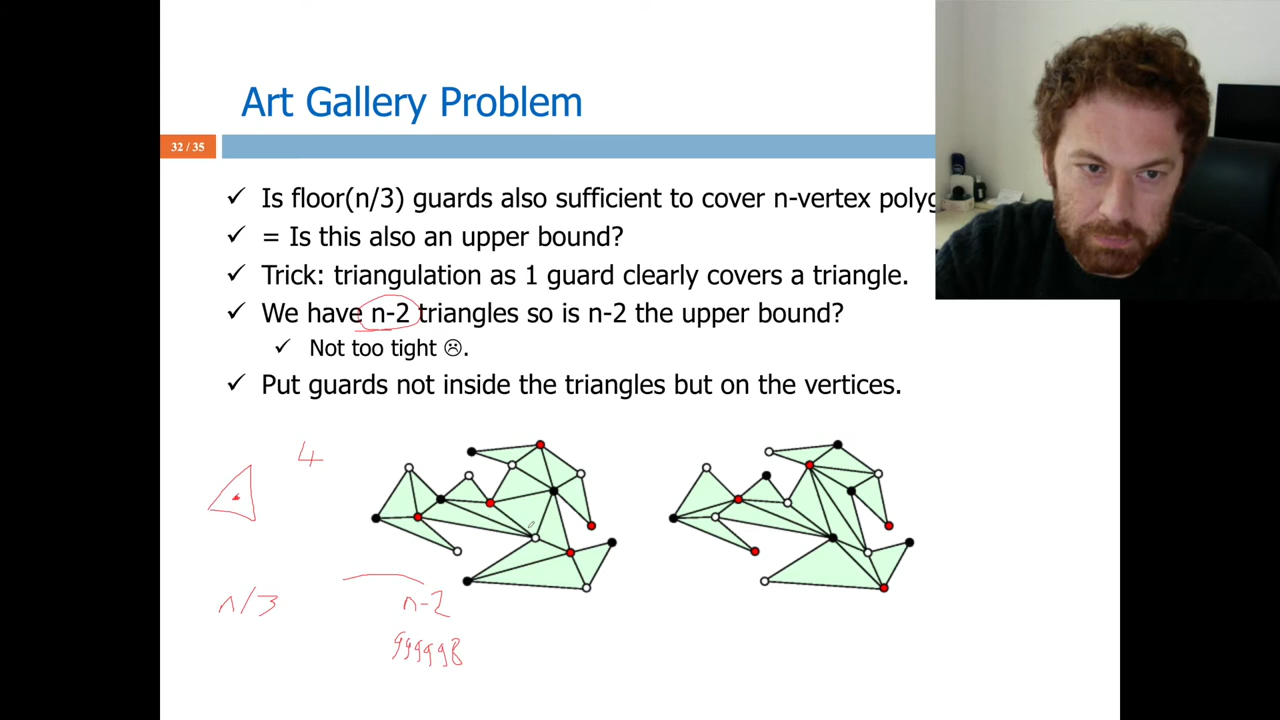 Art Gallery Problem
32 / 35
✓ Is floor(n/3) guards also sufficient to cover n-vertex
✓ = Is this also an upper bound?
✓ Trick: triangulation as 1 guard clearly covers a triangle.
✓ We have n-2 triangles so is n-2 the upper bound?
✓ Not too tight ☹.
✓ Put guards not inside the triangles but on the vertices.
4
n/3
n-2
999998